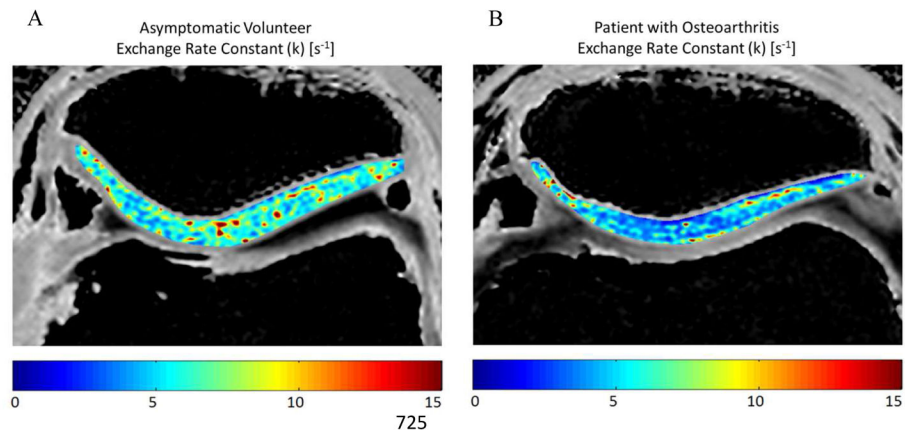 A
Asymptomatic Volunteer
Exchange Rate Constant (k) [s⁻¹]
0 5 10 15
725
B
Patient with Osteoarthritis
Exchange Rate Constant (k) [s⁻¹]
0 5 10 15